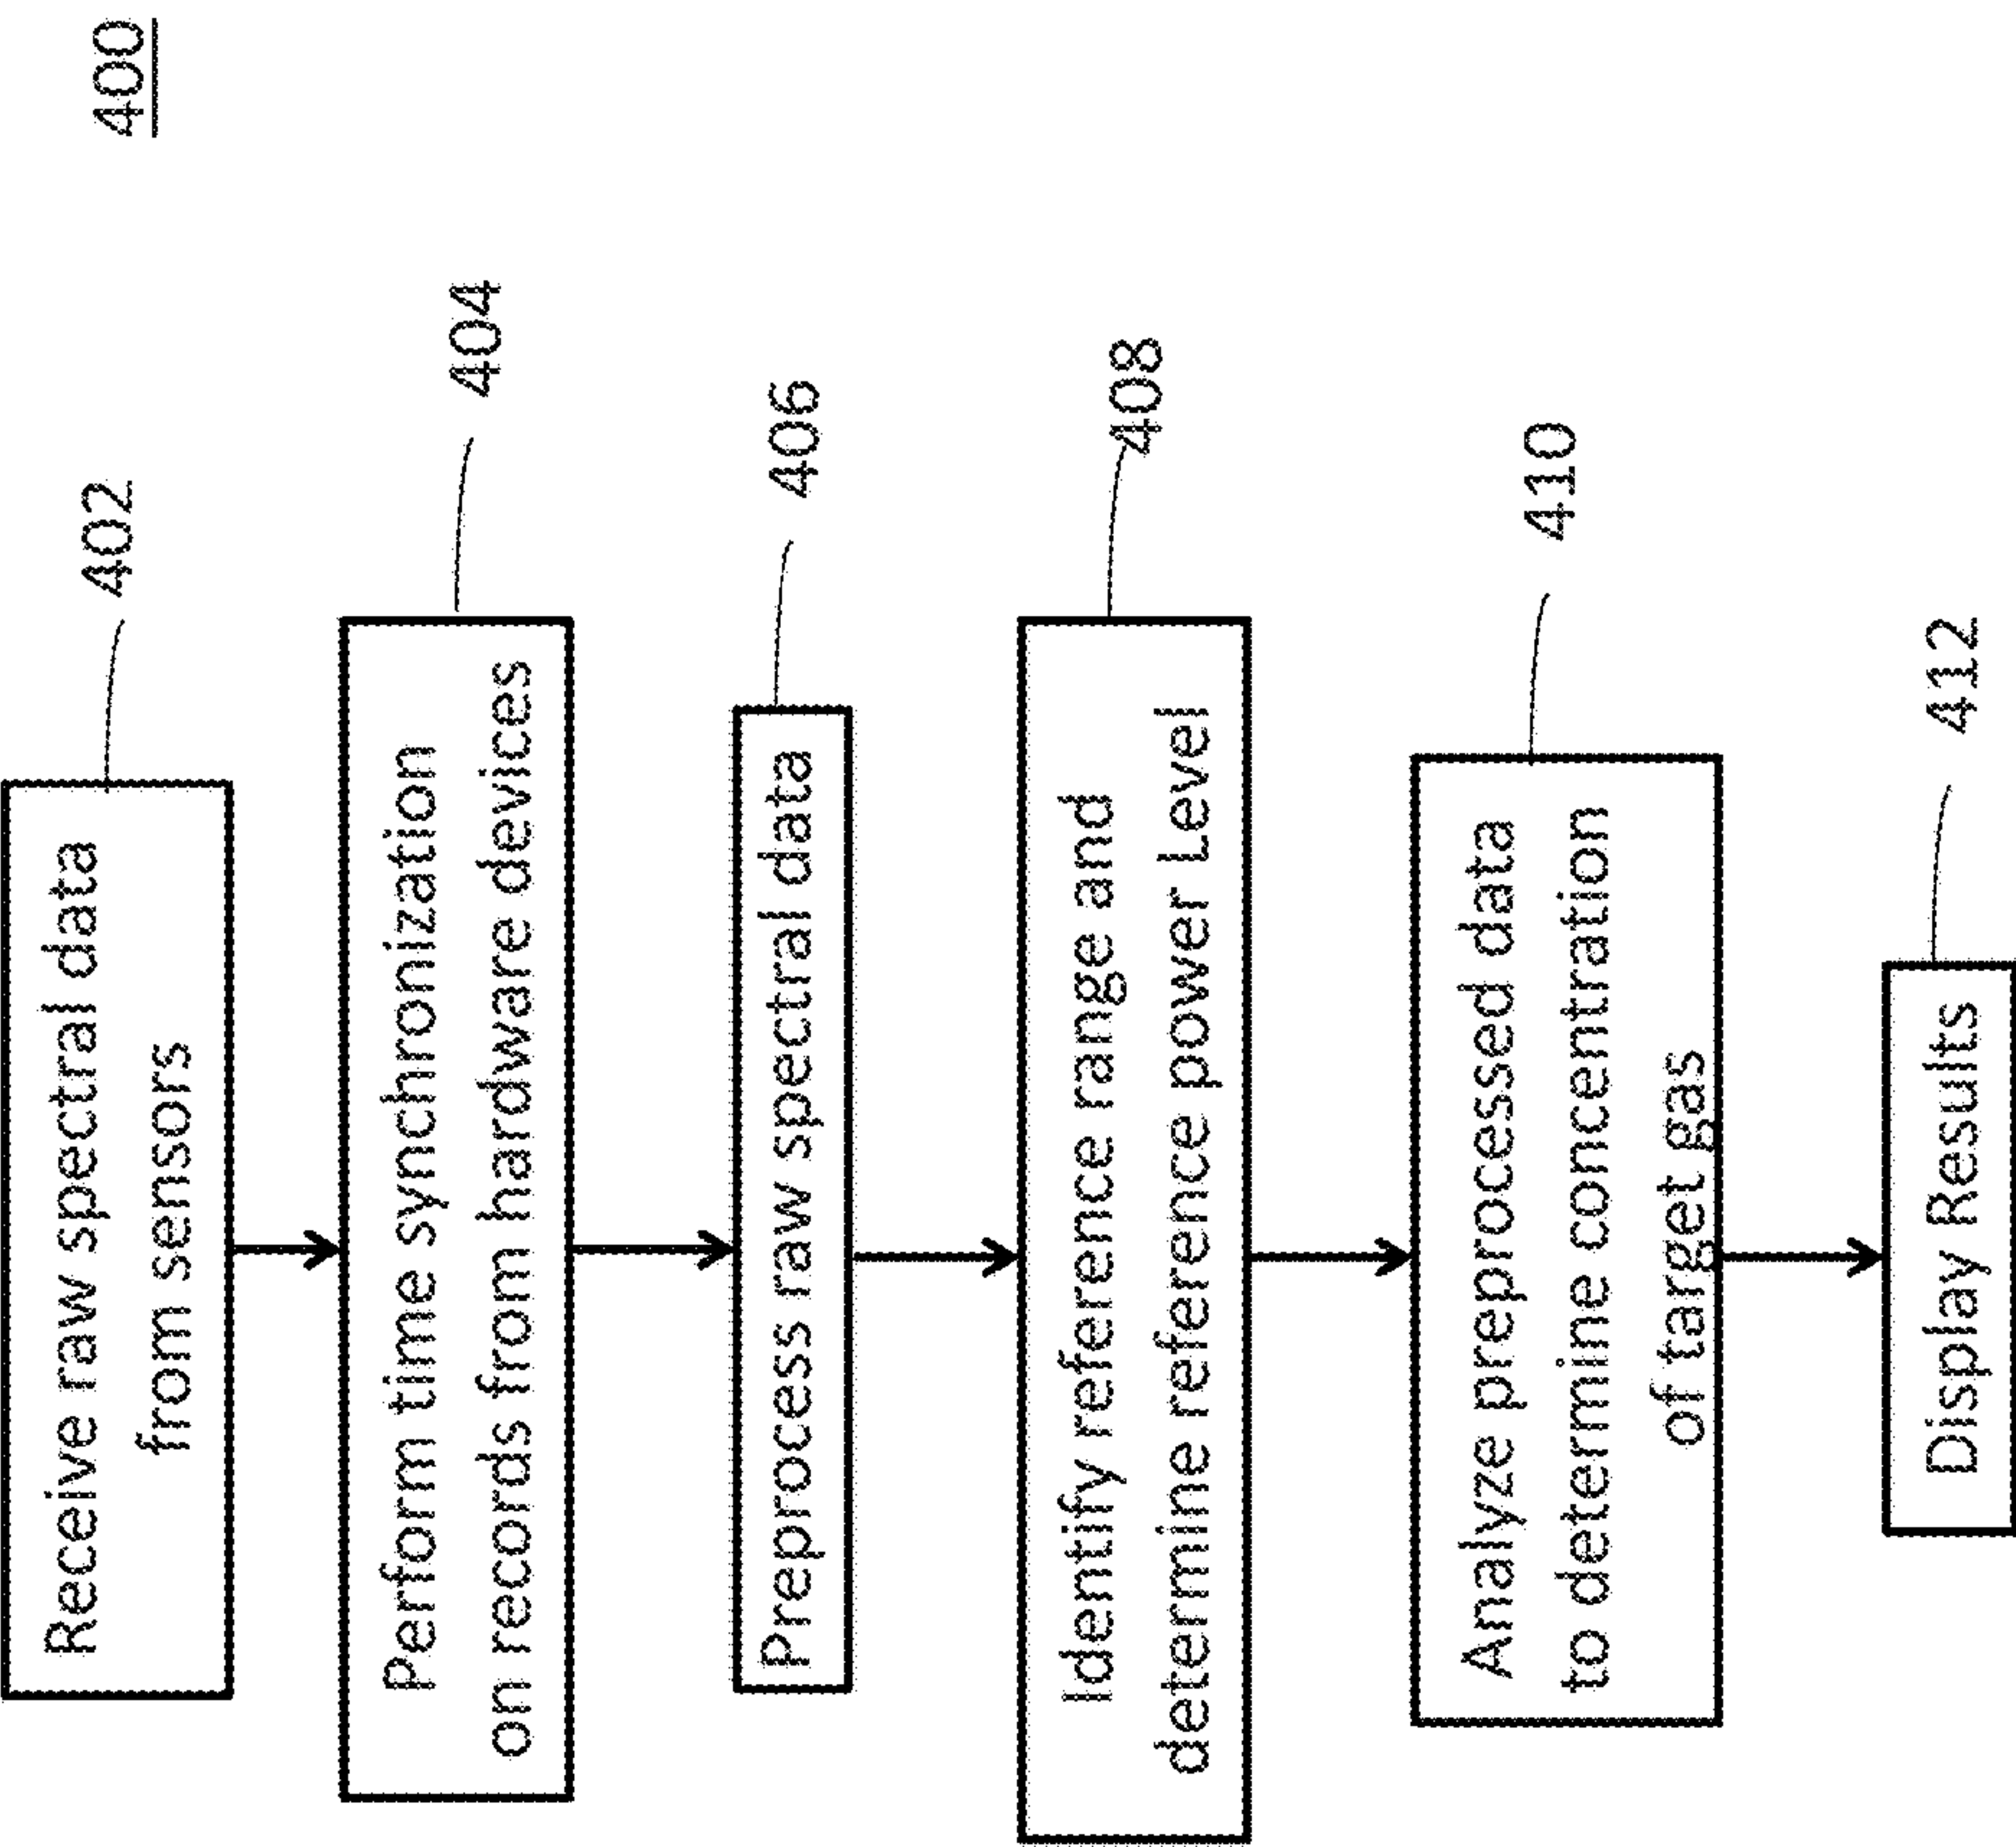 400
Receive raw spectral data
from sensors
402
Perform time synchronization
on records from hardware devices
404
Preprocess raw spectral data
406
Identify reference range and
determine reference power Level
408
Analyze preprocessed data
to determine concentration
of target gas
410
Display Results
412